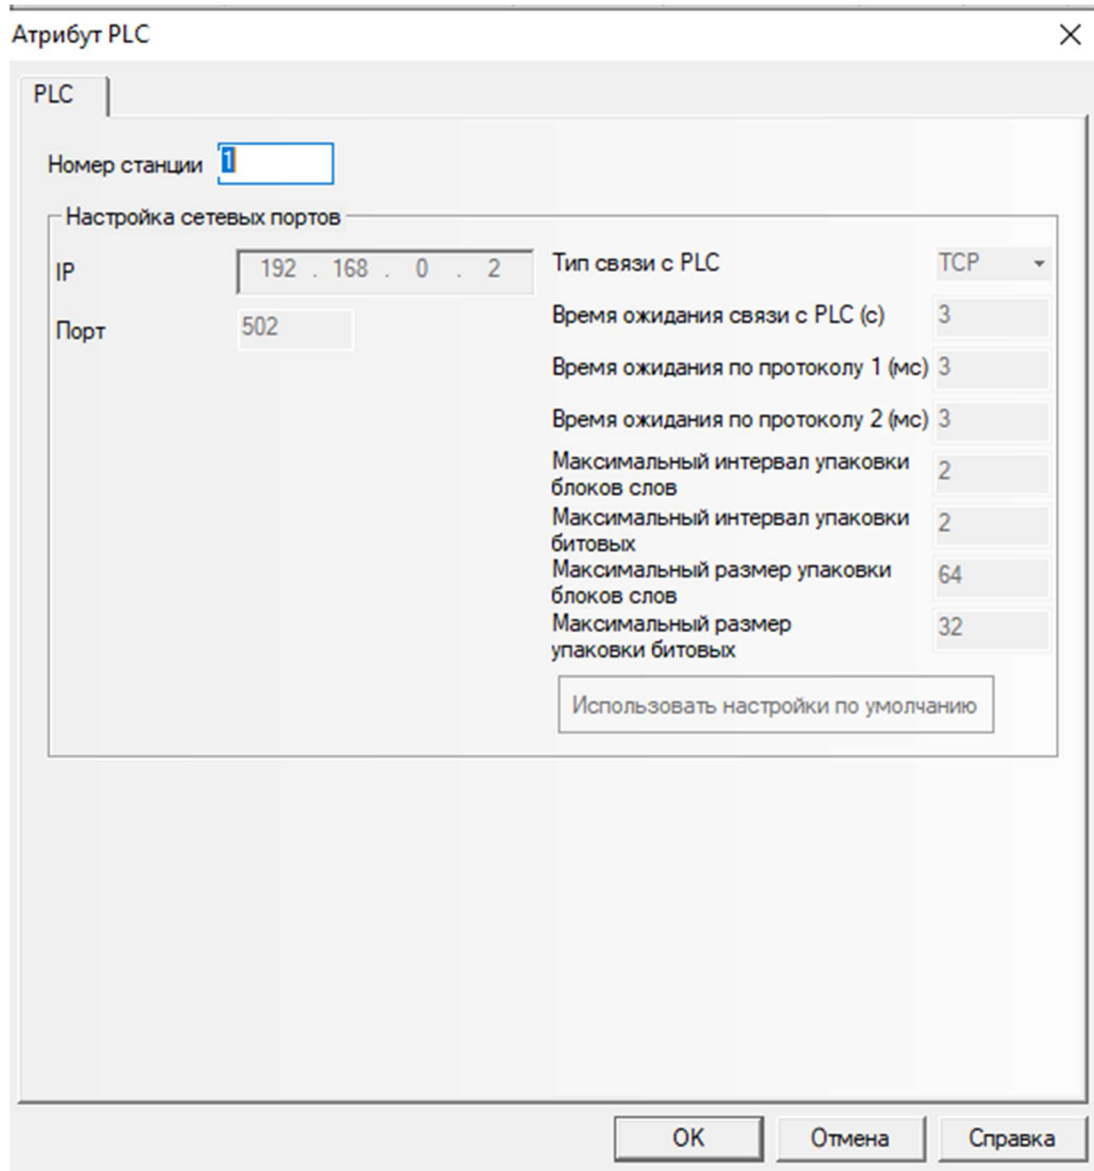 Атрибут PLC
PLC
Номер станции 1
Настройка сетевых портов
IP 192 . 168 . 0 . 2
Порт 502
Тип связи с PLC TCP
Время ожидания связи с PLC (с) 3
Время ожидания по протоколу 1 (мс) 3
Время ожидания по протоколу 2 (мс) 3
Максимальный интервал упаковки
блоков слов 2
Максимальный интервал упаковки
битовых 2
Максимальный размер упаковки
блоков слов 64
Максимальный размер
упаковки битовых 32
Использовать настройки по умолчанию
OK Отмена Справка